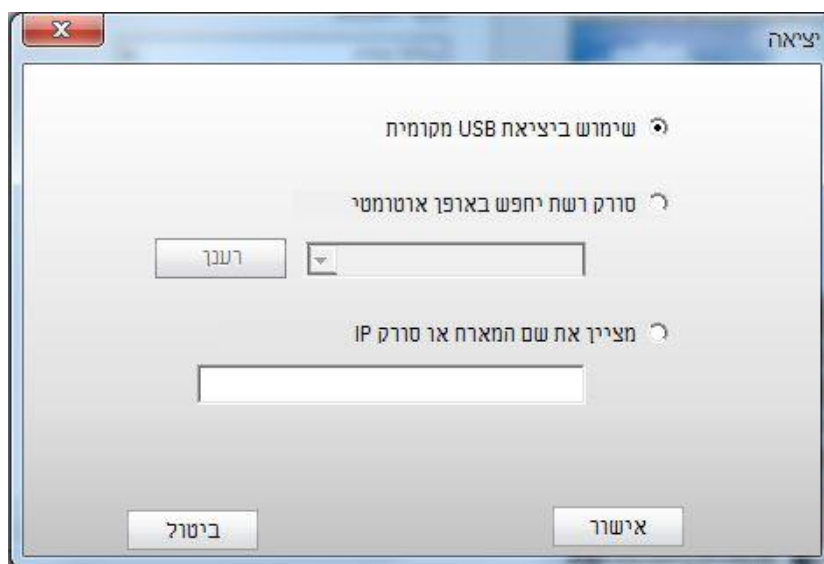 יציאה
שימוש ביציאת USB מקומית
סורק רשת יחפש באופן אוטומטי
רענן
מציין את שם המארח או סורק IP
אישור
ביטול